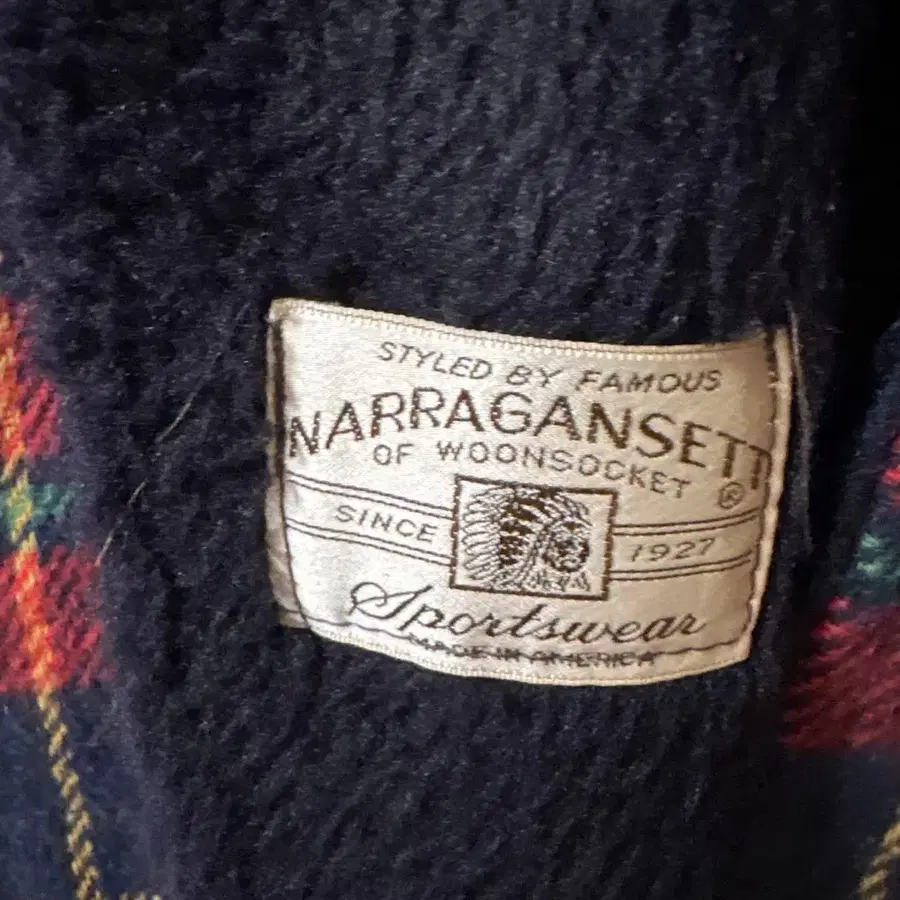 STYLED BY FAMOUS
NARRAGANSETT
OF WOONSOCKET ®
SINCE 1927
Sportswear
MADE IN AMERICA